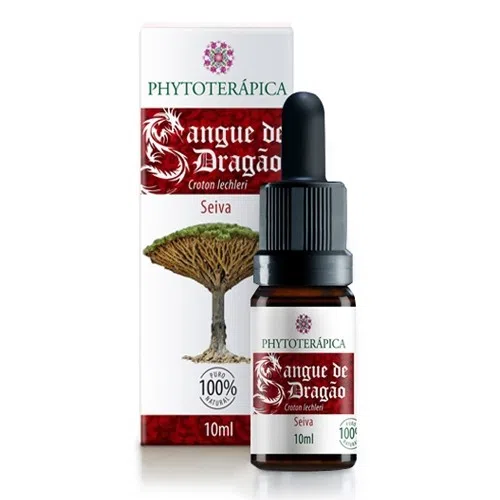 PHYTOTERÁPICA
Sangue de
Dragão
Croton lechleri
Seiva
PURO
100%
NATURAL
10ml
PHYTOTERÁPICA
Sangue de
Dragão
Croton lechleri
Seiva
10ml
100%